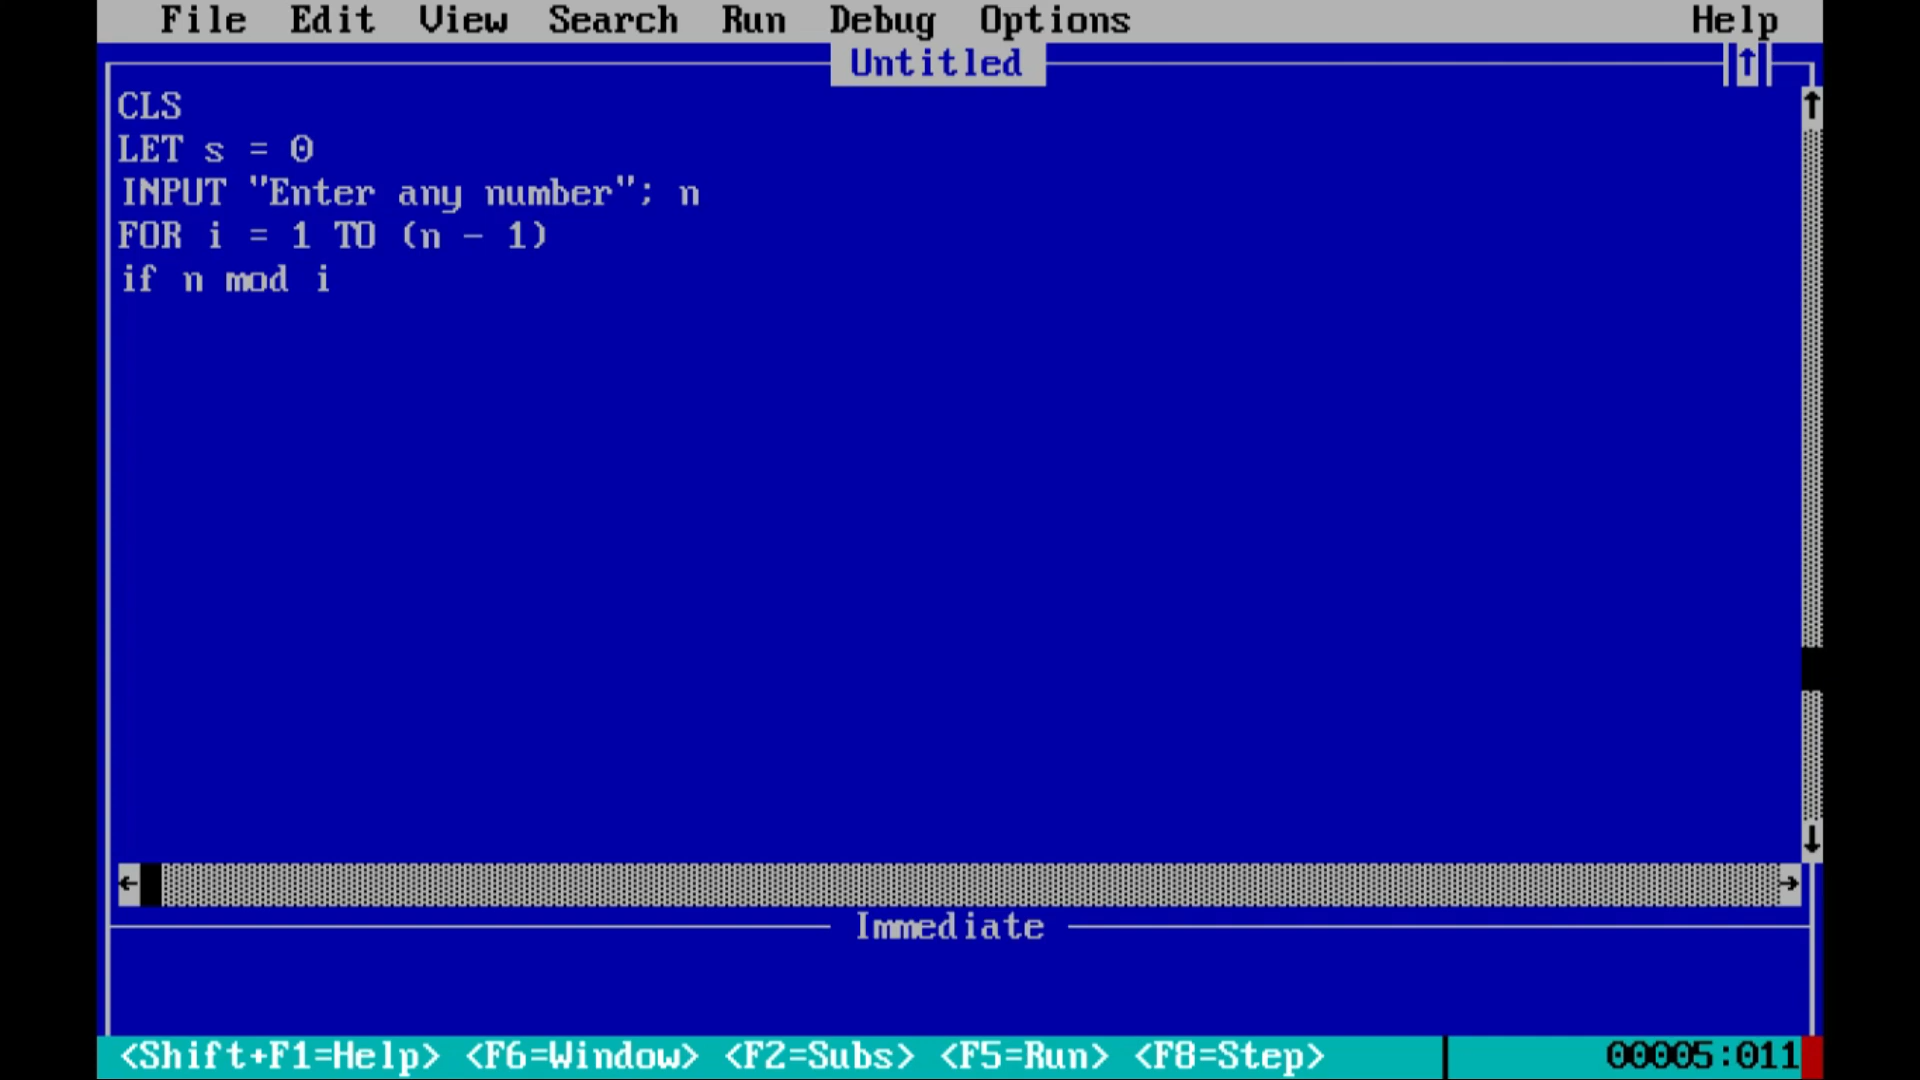 File Edit View Search Run Debug Options Help
Untitled
CLS
LET s = 0
INPUT "Enter any number"; n
FOR i = 1 TO (n - 1)
if n mod i
Immediate
<Shift+F1=Help> <F6=Window> <F2=Subs> <F5=Run> <F8=Step> 00005:011